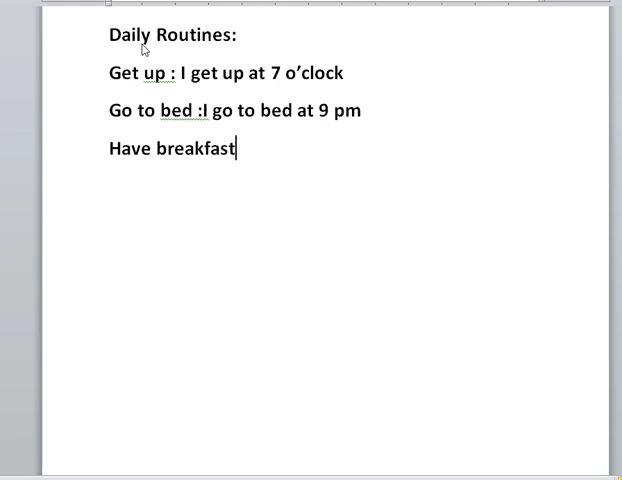 Daily Routines:
Get up : I get up at 7 o’clock
Go to bed :I go to bed at 9 pm
Have breakfast